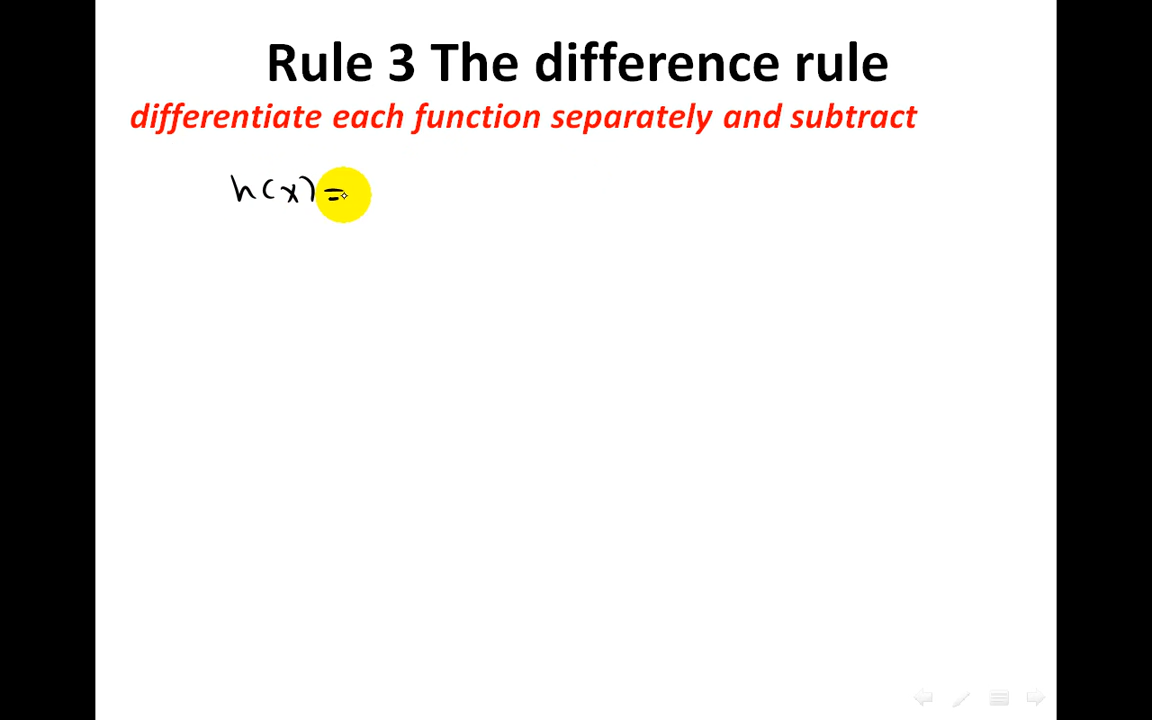 Rule 3 The difference rule
differentiate each function separately and subtract
h(x) =